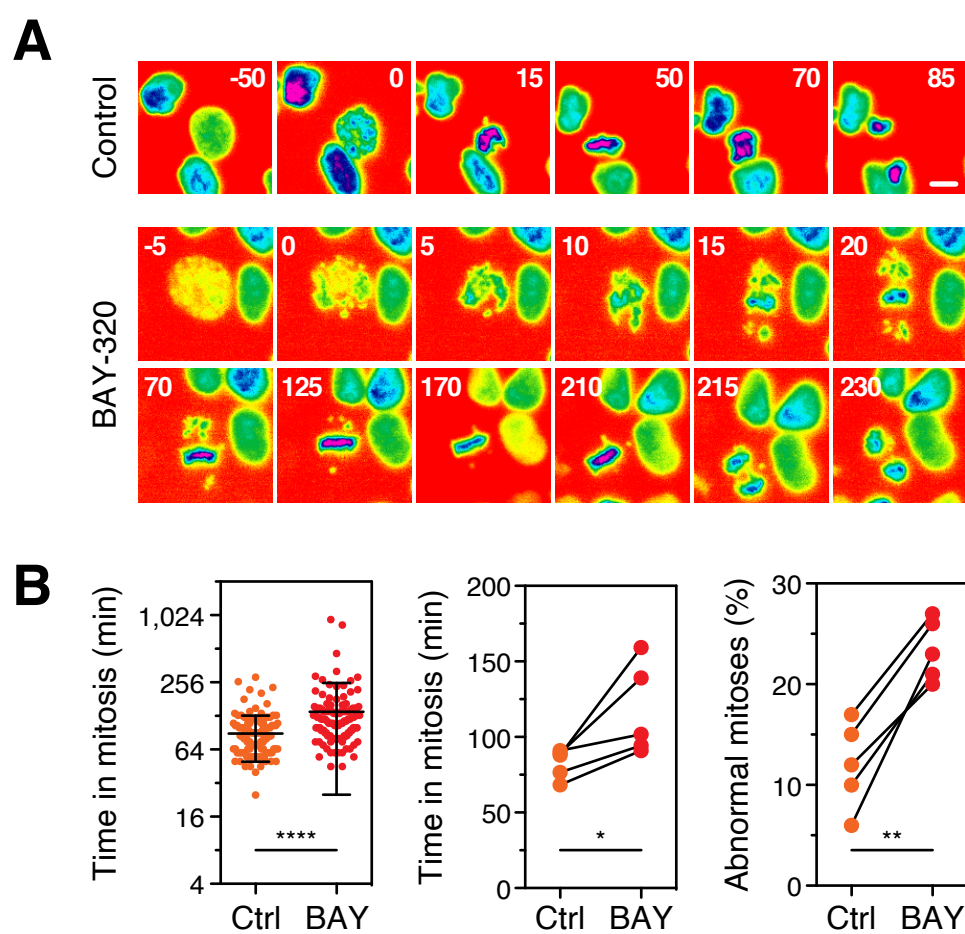 A
Control
-50 0 15 50 70 85
BAY-320
-5 0 5 10 15 20
70 125 170 210 215 230
B
Time in mitosis (min)
1,024
256
64
16
4
****
Ctrl BAY
Time in mitosis (min)
200
150
100
50
0
*
Ctrl BAY
Abnormal mitoses (%)
30
20
10
0
**
Ctrl BAY